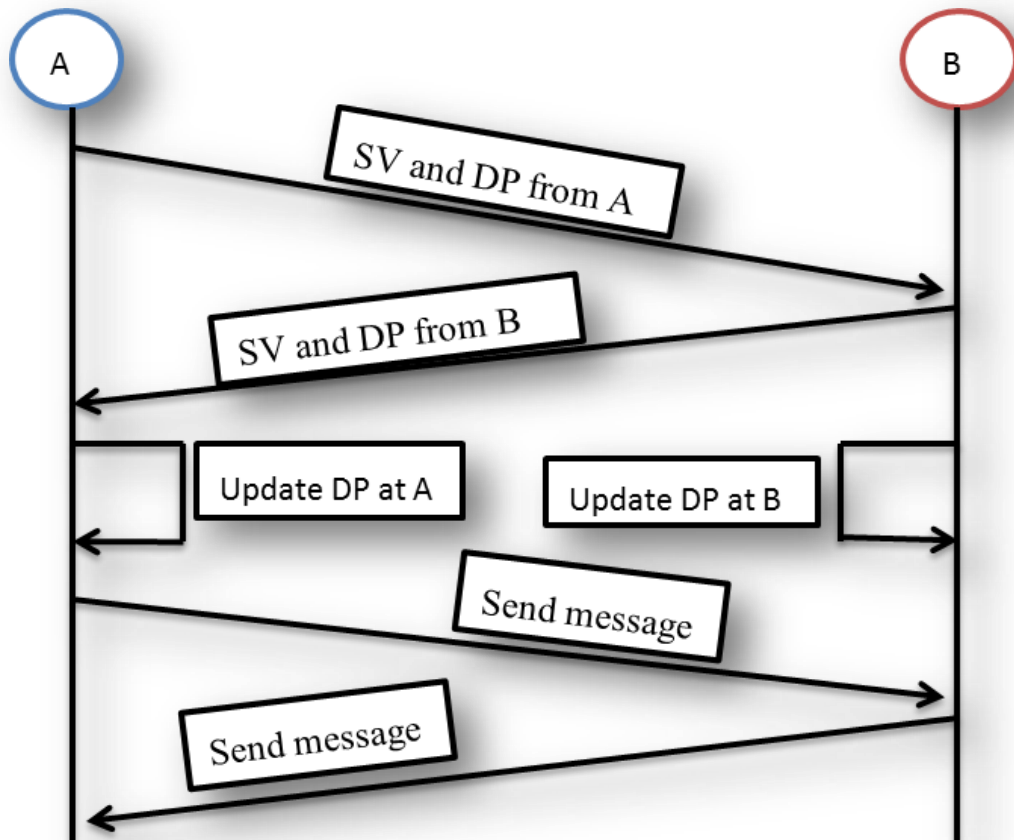 A
B
SV and DP from A
SV and DP from B
Update DP at A
Update DP at B
Send message
Send message